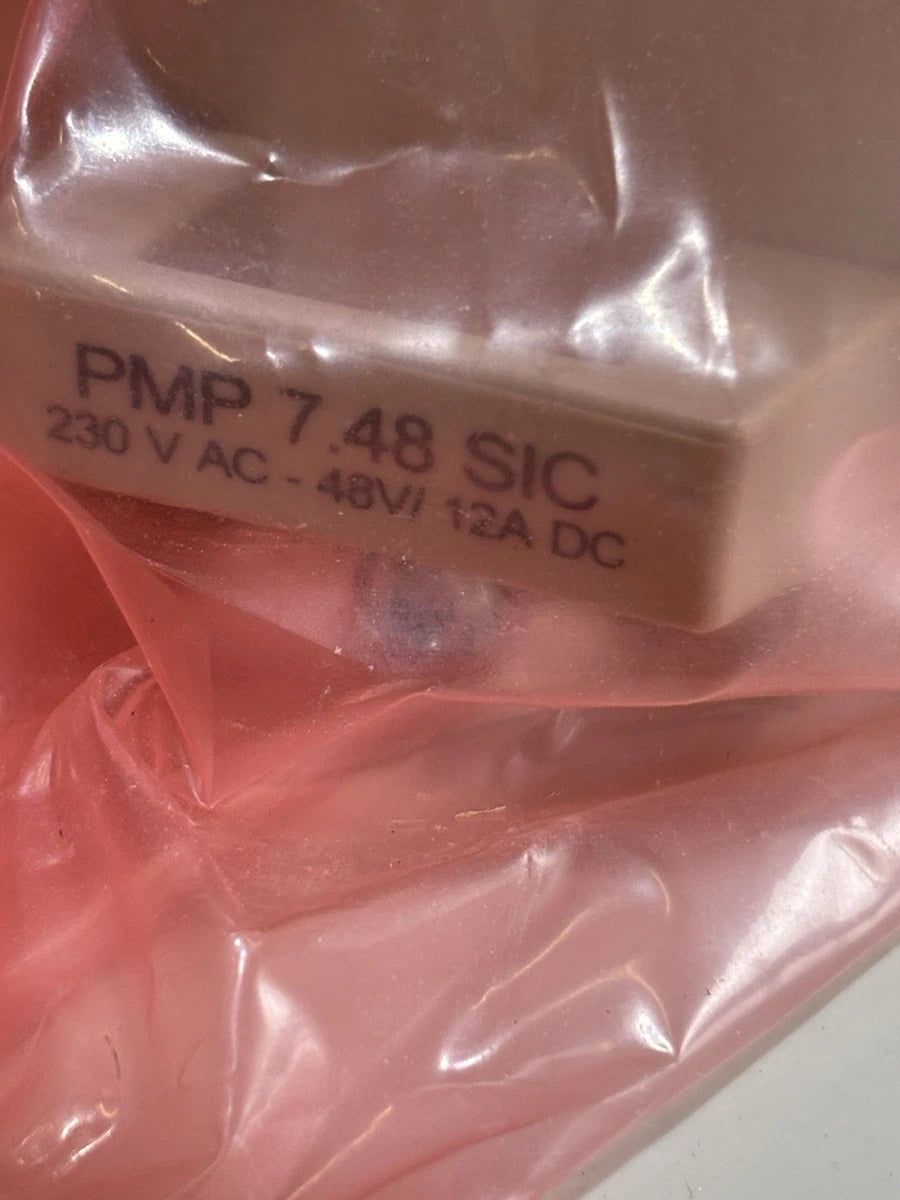 PMP 7.48 SIC
230 V AC - 48V/ 12A DC